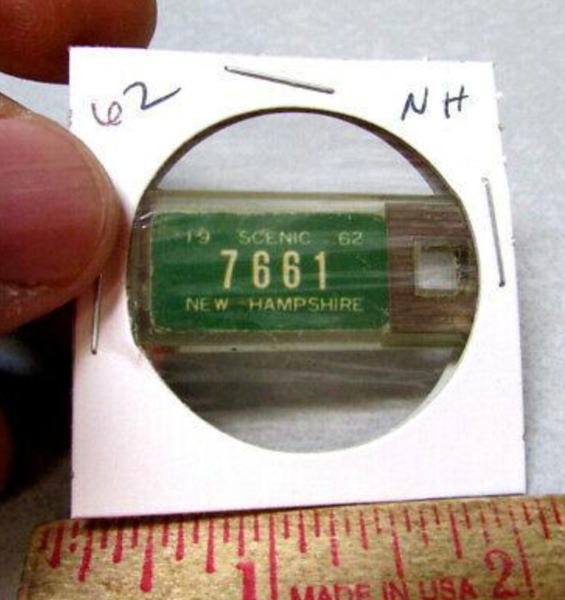 62 NH
19 SCENIC 62
7661
NEW HAMPSHIRE
1 MADE IN USA 2